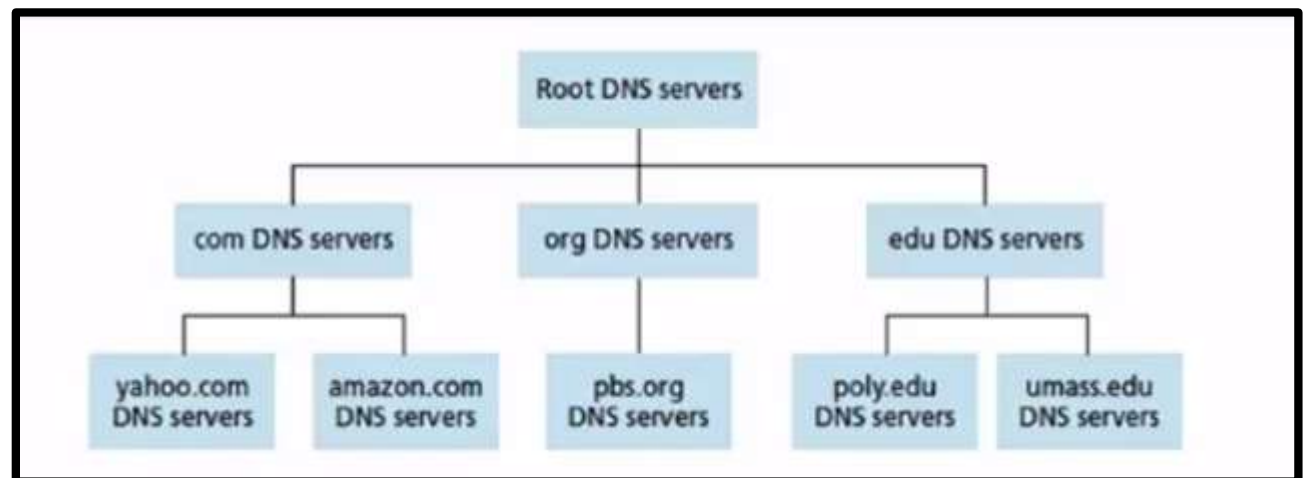 Root DNS servers
com DNS servers
org DNS servers
edu DNS servers
yahoo.com
DNS servers
amazon.com
DNS servers
pbs.org
DNS servers
poly.edu
DNS servers
umass.edu
DNS servers